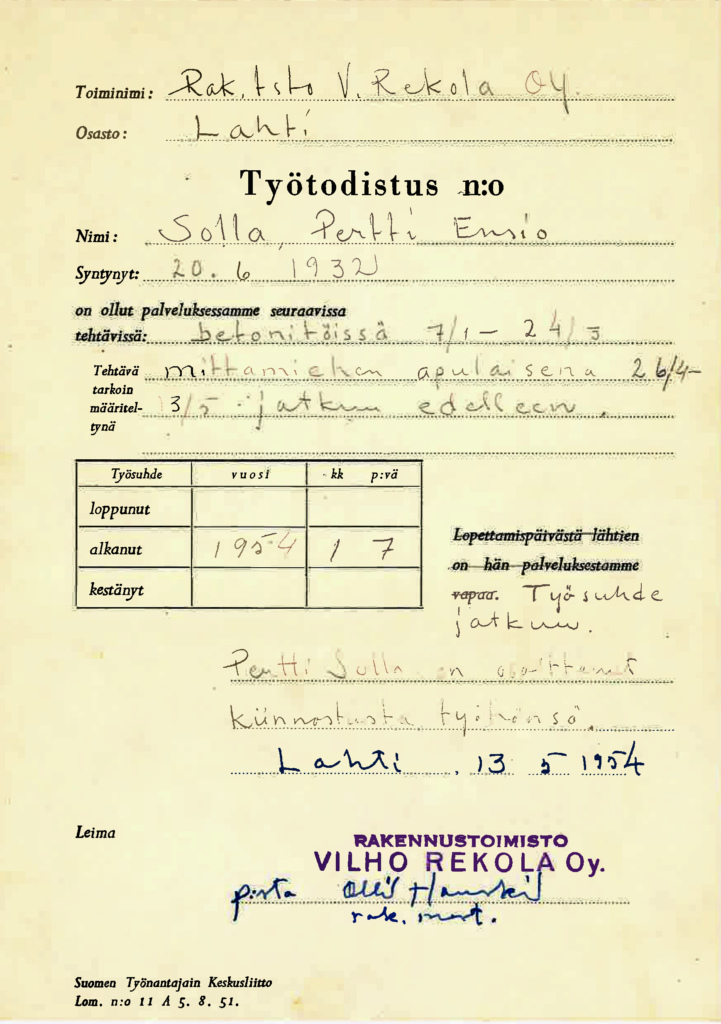 Toiminimi: Rak.tsto V. Rekola OY.
Osasto: Lahti
Työtodistus n:o
Nimi: Solla, Pertti Ensio
Syntynyt: 20. 6 1932
on ollut palveluksessamme seuraavissa
tehtävissä: betonitöissä 7/1 – 24/3
Tehtävä tarkoin määriteltynä
mittamiehen apulaisena 26/4–
3/5 jatkuu edelleen.
Työsuhde vuosi kk p:vä
loppunut
alkanut 1954 1 7
kestänyt
Lopettamispäivästä lähtien
on hän palveluksestamme
vapaa. Työsuhde
jatkuu.
Pertti Solla on osoittanut
kiinnostusta työhönsä.
Lahti. 13 5 1954
Leima
RAKENNUSTOIMISTO
VILHO REKOLA Oy.
p:sta Olli
rak. mest.
Suomen Työnantajain Keskusliitto
Lom. n:o 11 A 5. 8. 51.